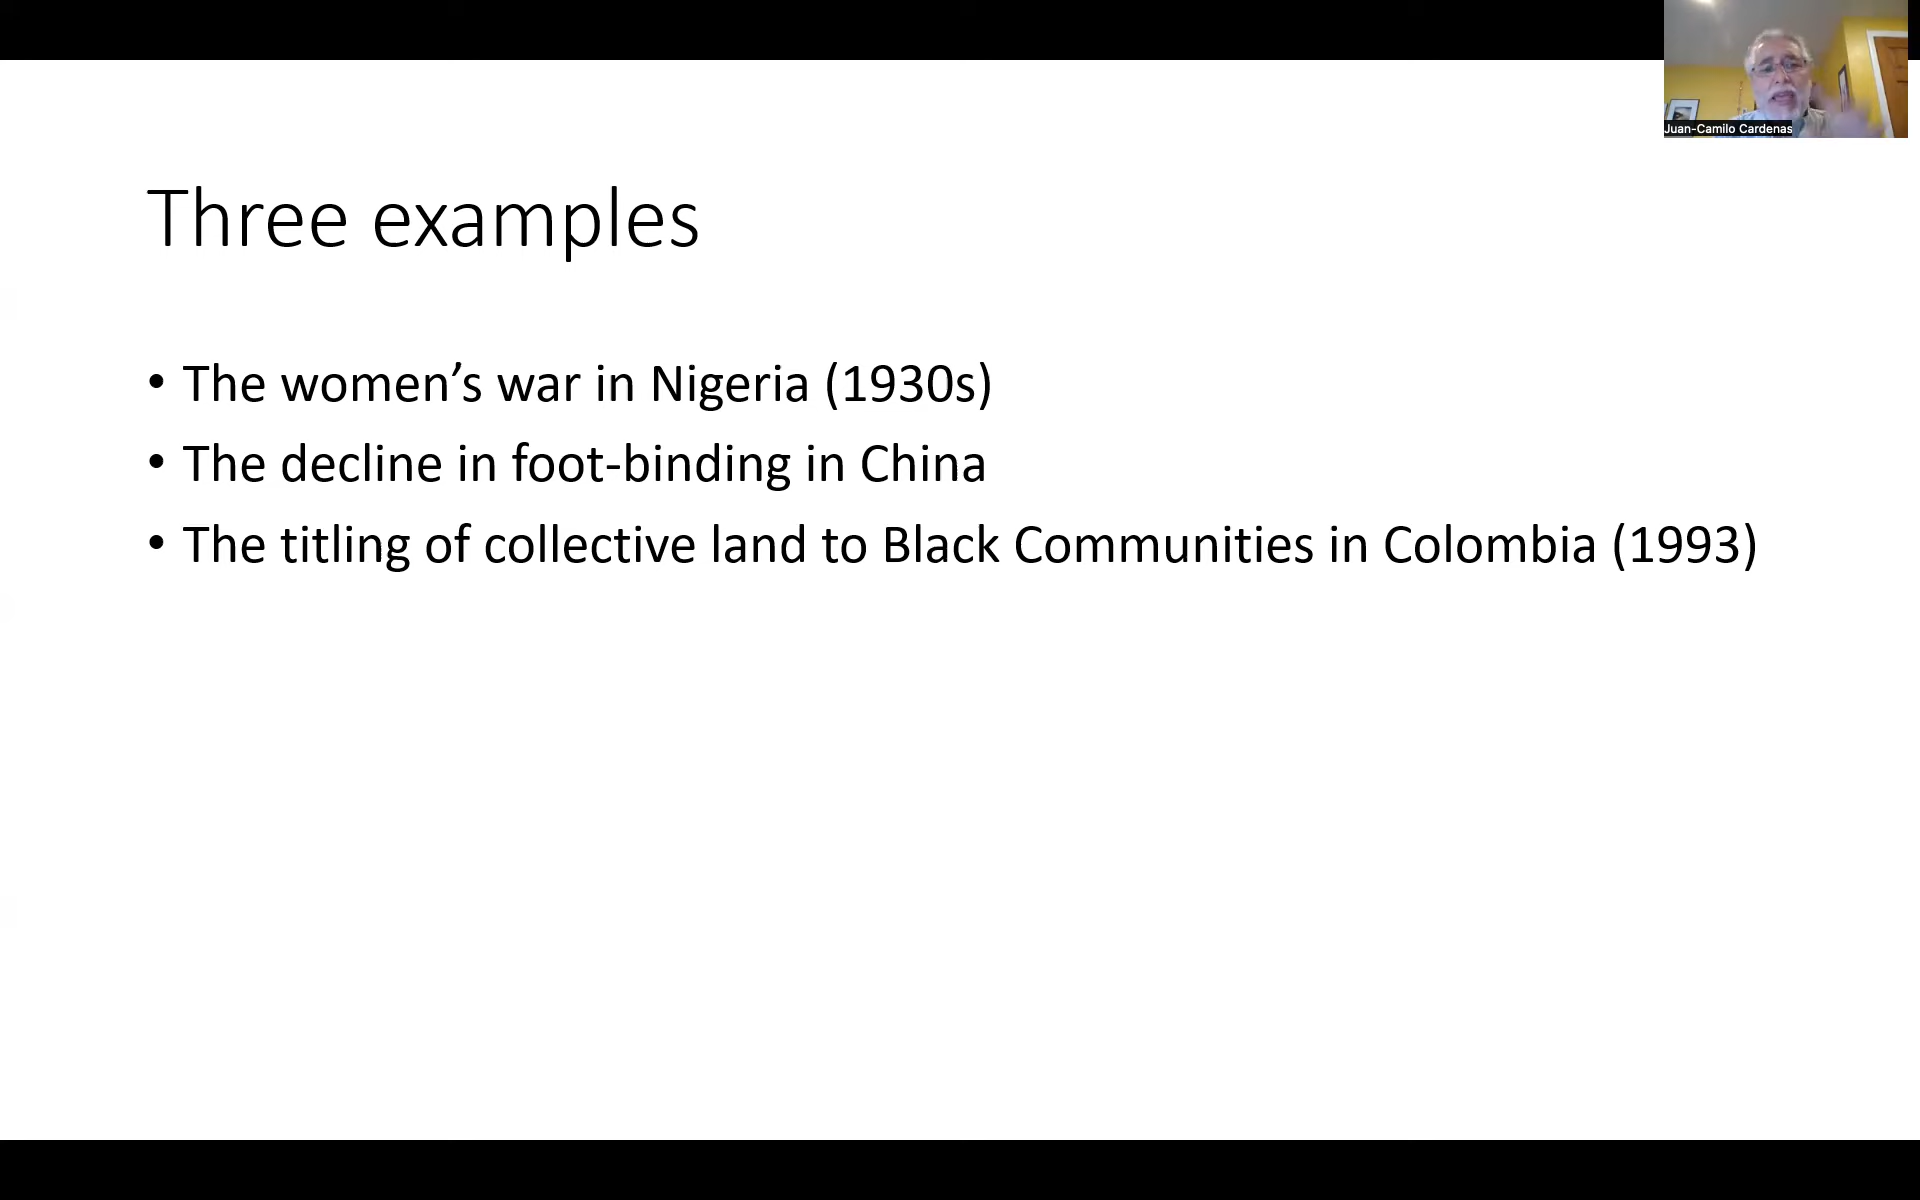 Juan-Camilo Cardenas
Three examples
• The women’s war in Nigeria (1930s)
• The decline in foot-binding in China
• The titling of collective land to Black Communities in Colombia (1993)